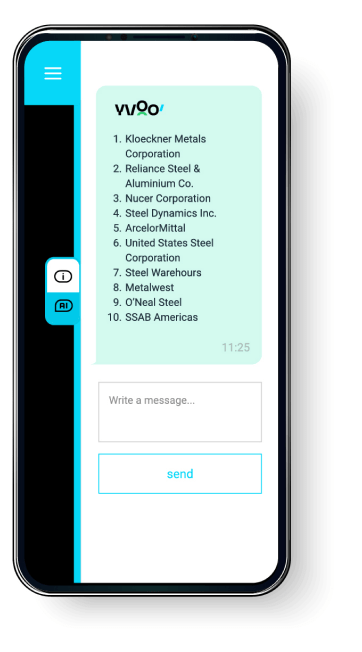 yvoo
1. Kloeckner Metals
Corporation
2. Reliance Steel &
Aluminium Co.
3. Nucer Corporation
4. Steel Dynamics Inc.
5. ArcelorMittal
6. United States Steel
Corporation
7. Steel Warehours
8. Metalwest
9. O'Neal Steel
10. SSAB Americas
11:25
i
AI
Write a message...
send